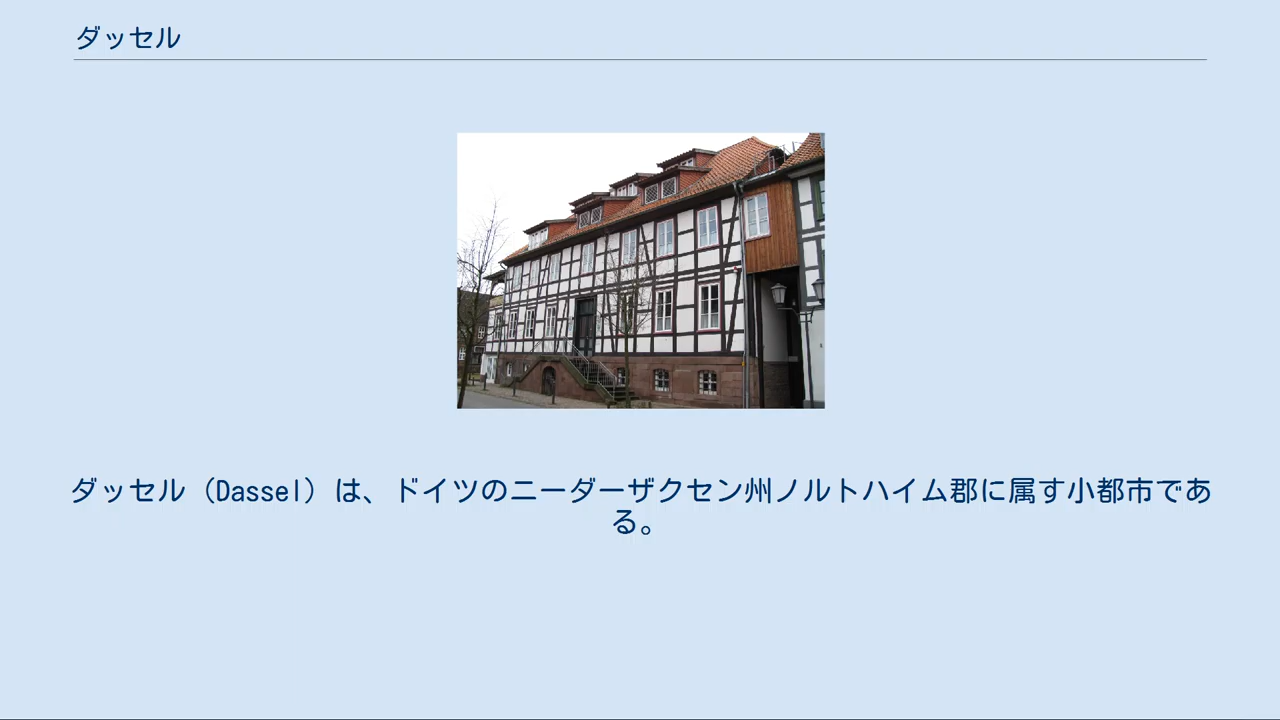 ダッセル
ダッセル（Dassel）は、ドイツのニーダーザクセン州ノルトハイム郡に属す小都市であ
る。